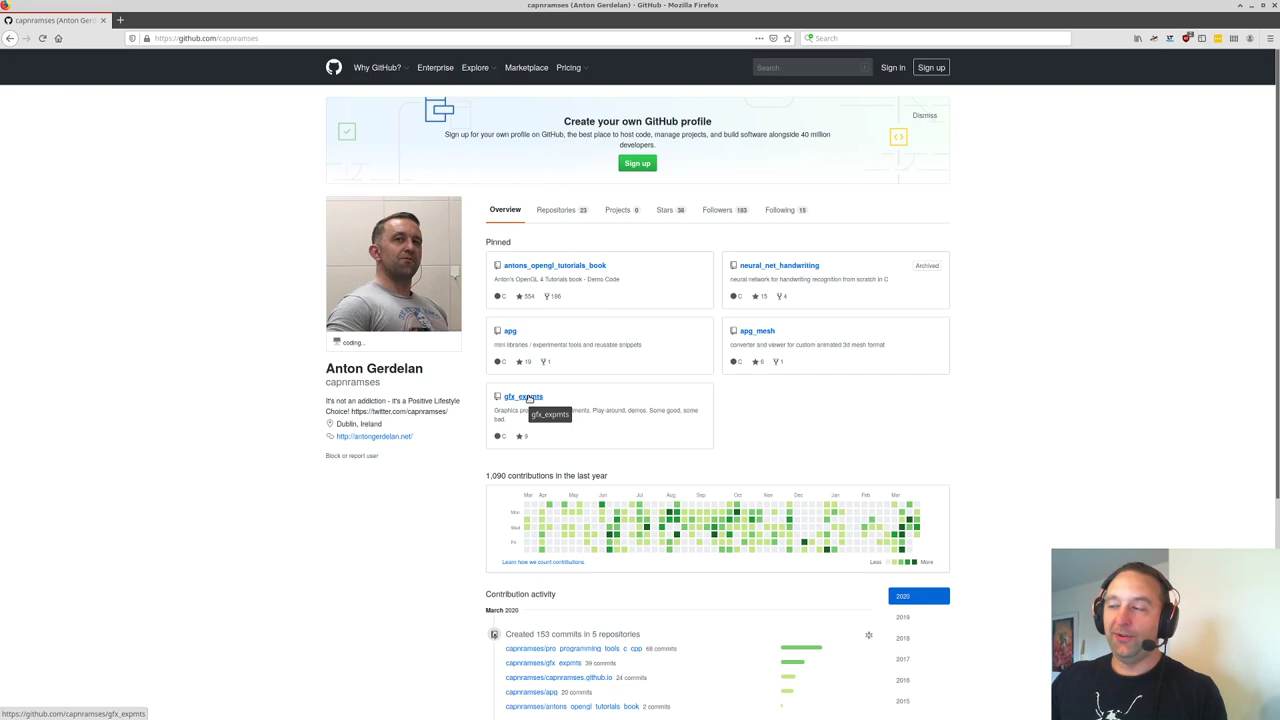 capnramses (Anton Gerdelan) · GitHub - Mozilla Firefox
capnramses (Anton Gerd
https://github.com/capnramses
Search
Why GitHub?
Enterprise
Explore
Marketplace
Pricing
Search
/
Sign in
Sign up
Create your own GitHub profile
Dismiss
Sign up for your own profile on GitHub, the best place to host code, manage projects, and build software alongside 40 million
developers.
Sign up
Overview
Repositories 23
Projects 0
Stars 38
Followers 183
Following 15
Pinned
antons_opengl_tutorials_book
Anton's OpenGL 4 Tutorials book - Demo Code
C 554 186
neural_net_handwriting
Archived
neural network for handwriting recognition from scratch in C
C 15 4
apg
mini libraries / experimental tools and reusable snippets
C 19 1
apg_mesh
converter and viewer for custom animated 3d mesh format
C 6 1
gfx_expmts
Graphics pro ments. Play-around, demos. Some good, some
bad.
gfx_expmts
C 9
coding...
Anton Gerdelan
capnramses
It's not an addiction - it's a Positive Lifestyle
Choice! https://twitter.com/capnramses/
Dublin, Ireland
http://antongerdelan.net/
Block or report user
1,090 contributions in the last year
Mar Apr May Jun Jul Aug Sep Oct Nov Dec Jan Feb Mar
Mon
Wed
Fri
Learn how we count contributions.
Less More
Contribution activity
March 2020
Created 153 commits in 5 repositories
capnramses/pro_programming_tools_c_cpp 68 commits
capnramses/gfx_expmts 39 commits
capnramses/capnramses.github.io 24 commits
capnramses/apg 20 commits
capnramses/antons_opengl_tutorials_book 2 commits
2020
2019
2018
2017
2016
2015
https://github.com/capnramses/gfx_expmts